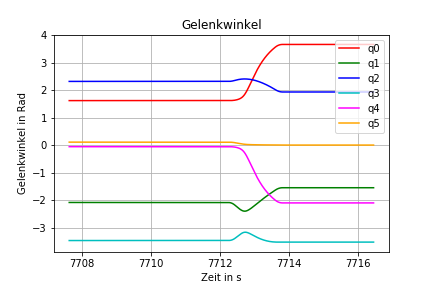 Gelenkwinkel
Gelenkwinkel in Rad
4
3
2
1
0
−1
−2
−3
q0
q1
q2
q3
q4
q5
7708 7710 7712 7714 7716
Zeit in s